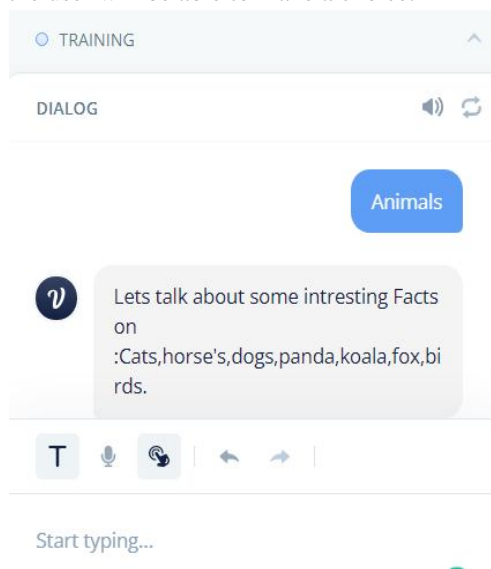 TRAINING
DIALOG
Animals
Lets talk about some intresting Facts
on
:Cats,horse's,dogs,panda,koala,fox,bi
rds.
T
Start typing...